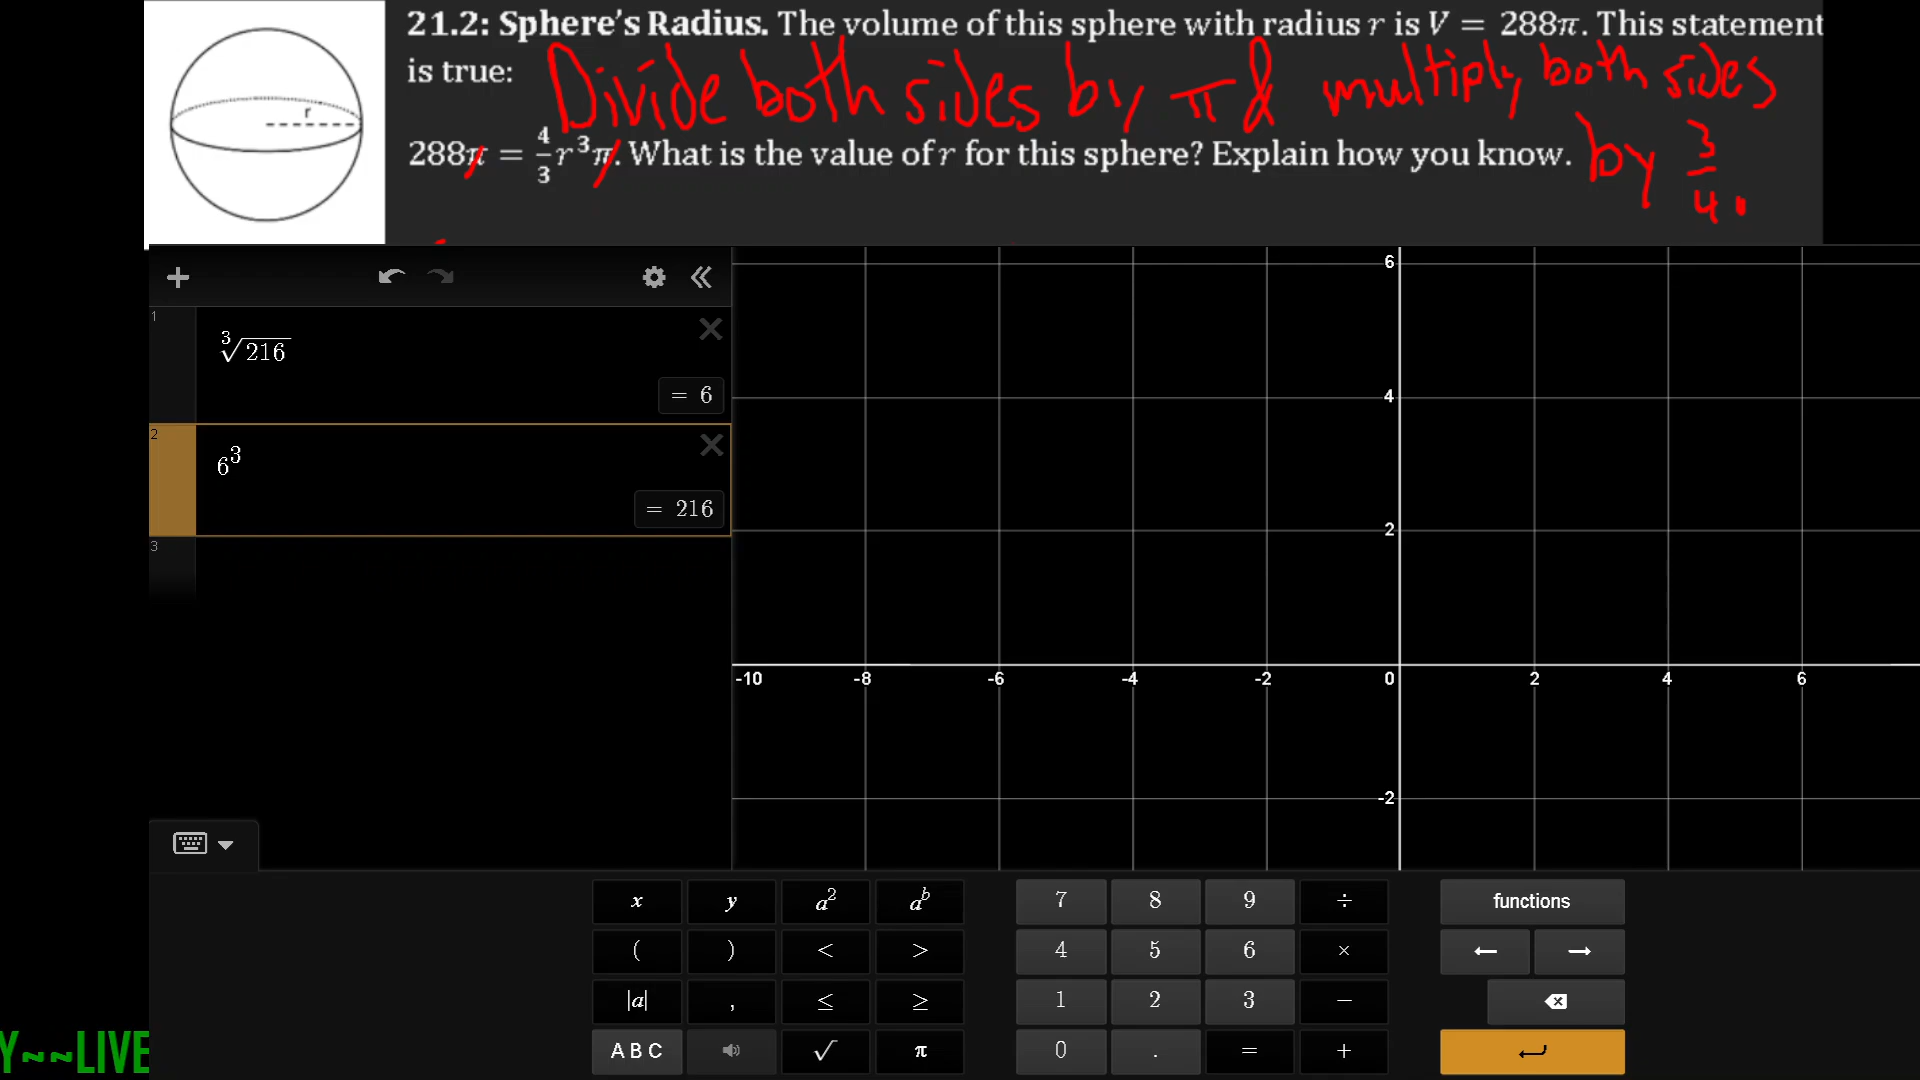 21.2: Sphere's Radius. The volume of this sphere with radius r is V = 288π. This statement
is true: Divide both sides by π & multiply both sides
288π = 4/3 r³π. What is the value of r for this sphere? Explain how you know. by 3/4.
r
1
∛216
= 6
2
6³
= 216
3
6
4
2
-10 -8 -6 -4 -2 0 2 4 6
-2
x y a² aᵇ 7 8 9 ÷ functions
( ) < > 4 5 6 × ← →
|a| , ≤ ≥ 1 2 3 −
A B C √ π 0 . = +
Y~~LIVE